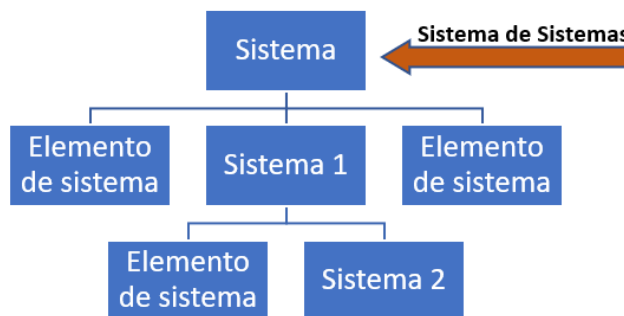 Sistema de Sistemas
Sistema
Elemento
de sistema
Sistema 1
Elemento
de sistema
Elemento
de sistema
Sistema 2